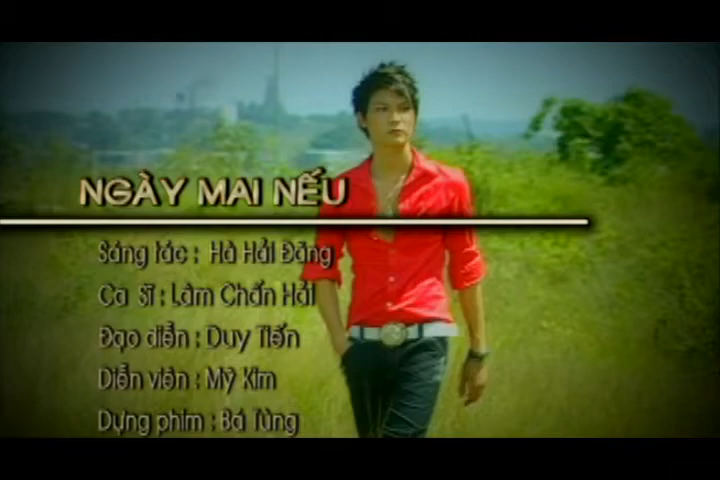 NGÀY MAI NẾU
Sáng tác : Hà Hải Đăng
Ca sĩ : Lâm Chấn Hải
Đạo diễn : Duy Tiến
Diễn viên : Mỹ Kim
Dựng phim : Bá Tùng